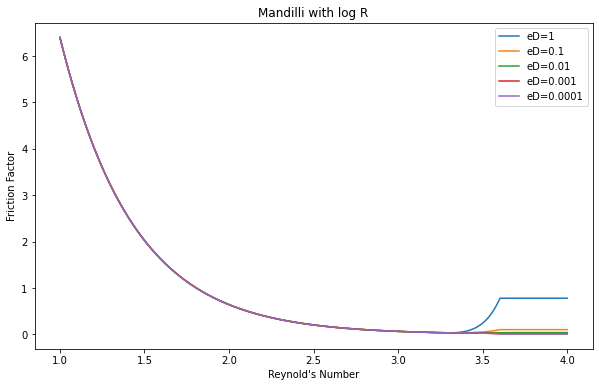 Mandilli with log R
Friction Factor
6
5
4
3
2
1
0
eD=1
eD=0.1
eD=0.01
eD=0.001
eD=0.0001
1.0 1.5 2.0 2.5 3.0 3.5 4.0
Reynold's Number